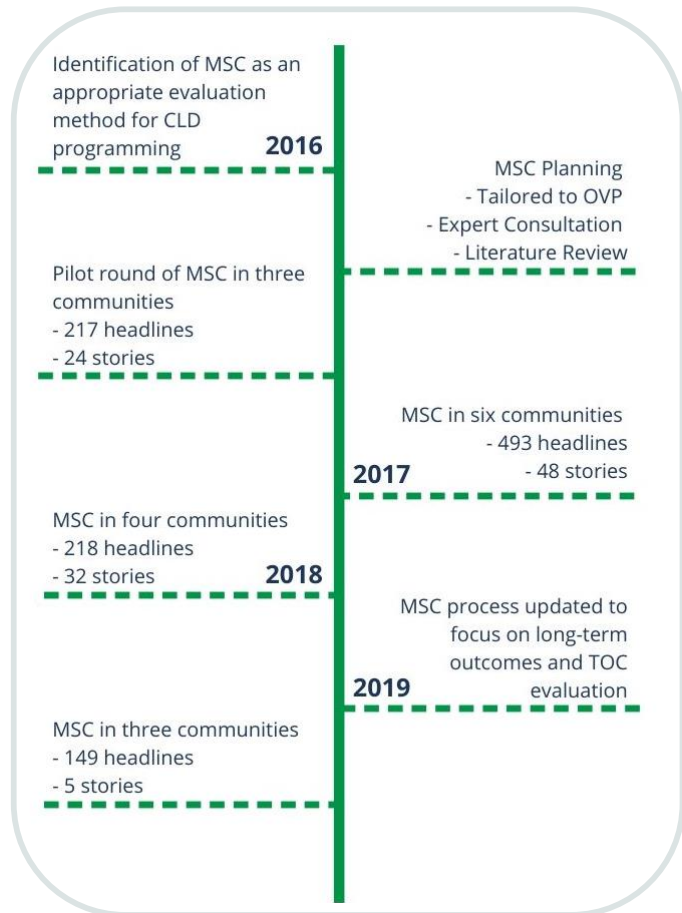 Identification of MSC as an
appropriate evaluation
method for CLD
programming
2016
MSC Planning
- Tailored to OVP
- Expert Consultation
- Literature Review
Pilot round of MSC in three
communities
- 217 headlines
- 24 stories
MSC in six communities
- 493 headlines
- 48 stories
2017
MSC in four communities
- 218 headlines
- 32 stories
2018
MSC process updated to
focus on long-term
outcomes and TOC
evaluation
2019
MSC in three communities
- 149 headlines
- 5 stories